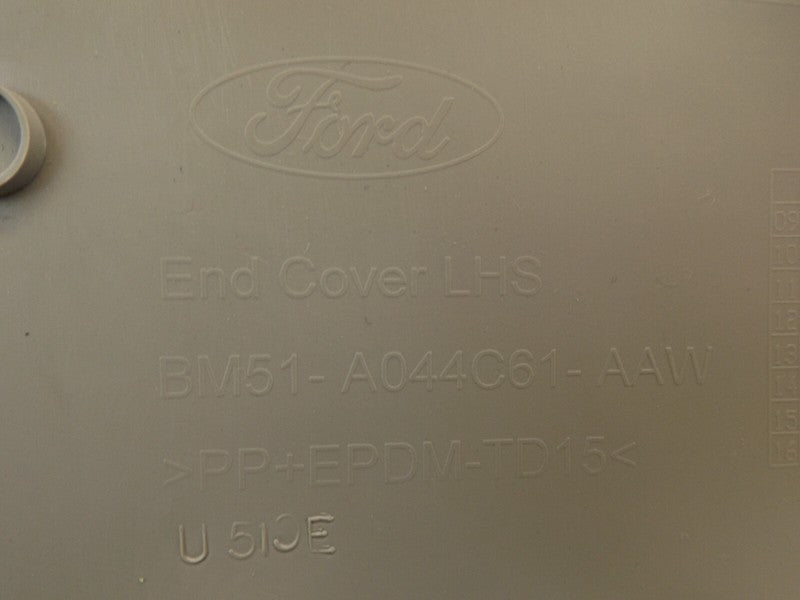 Ford
End Cover LHS
BM51- A044C61- AAW
>PP+EPDM-TD15<
09
10
11
12
13
14
15
16